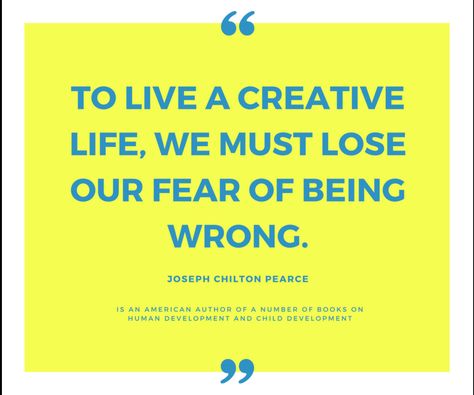 “
TO LIVE A CREATIVE
LIFE, WE MUST LOSE
OUR FEAR OF BEING
WRONG.
JOSEPH CHILTON PEARCE
IS AN AMERICAN AUTHOR OF A NUMBER OF BOOKS ON
HUMAN DEVELOPMENT AND CHILD DEVELOPMENT
”